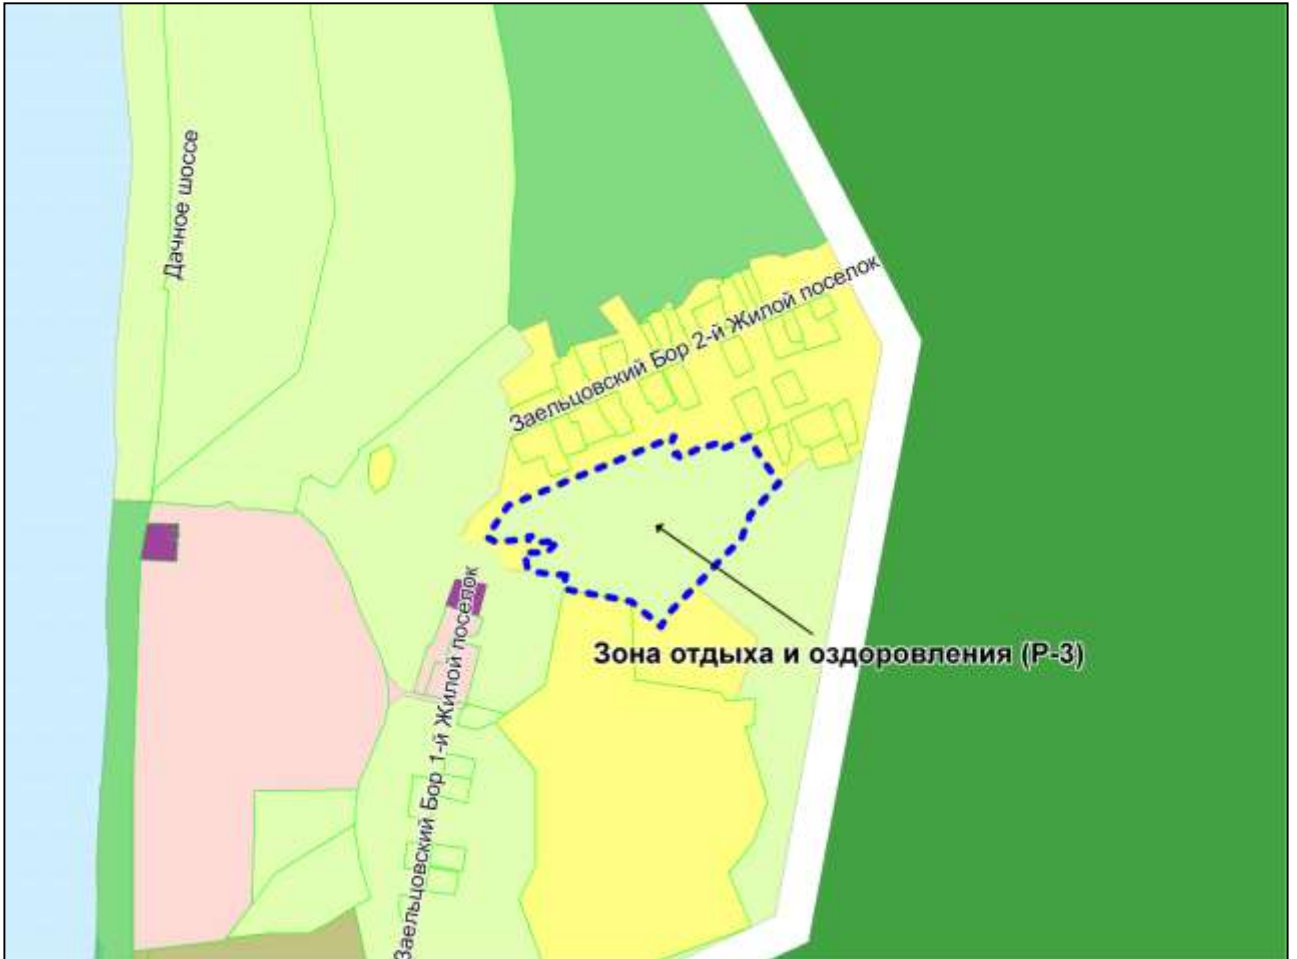 Дачное шоссе
Заельцовский Бор 2-й Жилой поселок
Зона отдыха и оздоровления (Р-3)
Заельцовский Бор 1-й Жилой поселок